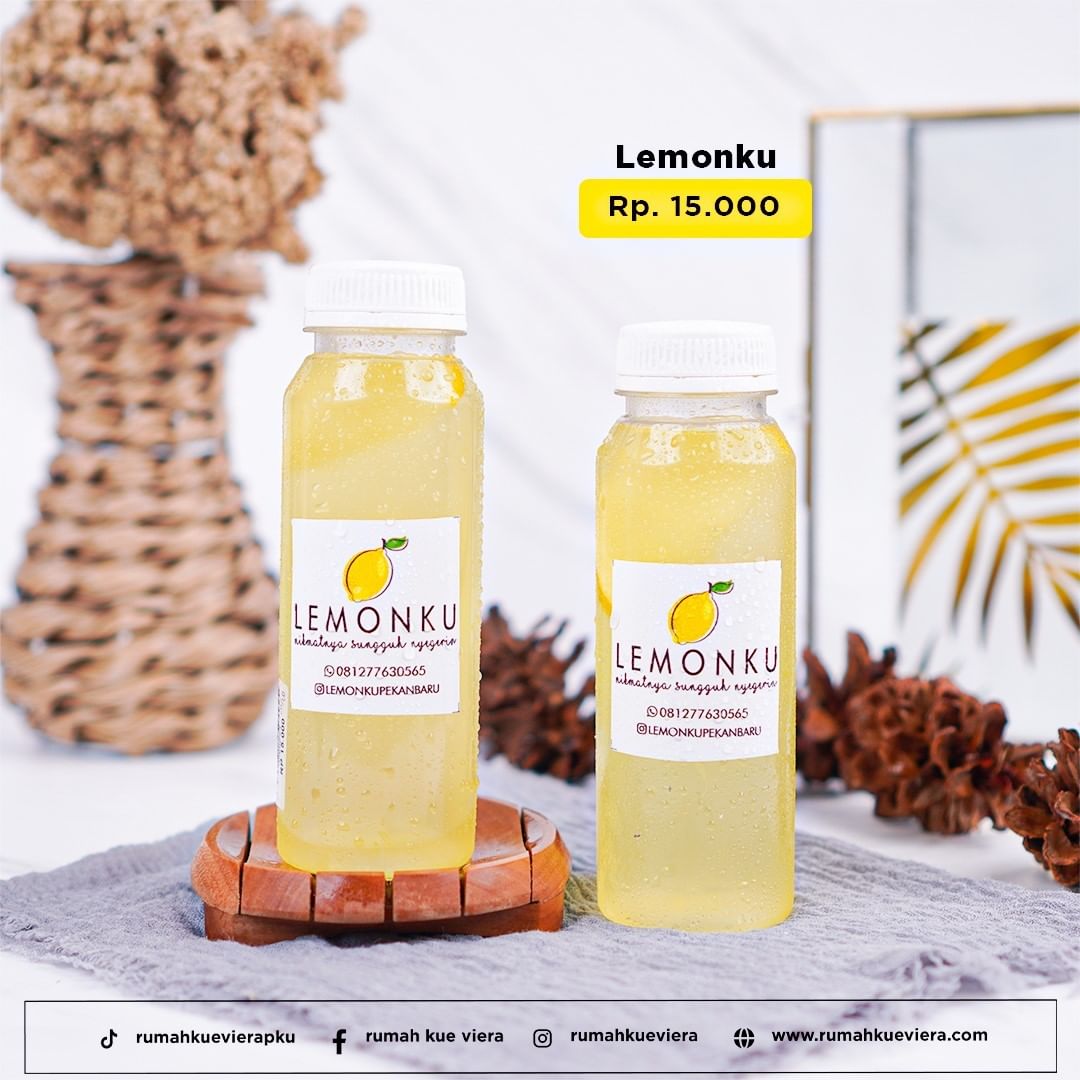 Lemonku
Rp. 15.000
LEMONKU
nikmatnya sungguh nyegerin
081277630565
LEMONKUPEKANBARU
LEMONKU
nikmatnya sungguh nyegerin
081277630565
LEMONKUPEKANBARU
rumahkuevierapku rumah kue viera rumahkueviera www.rumahkueviera.com